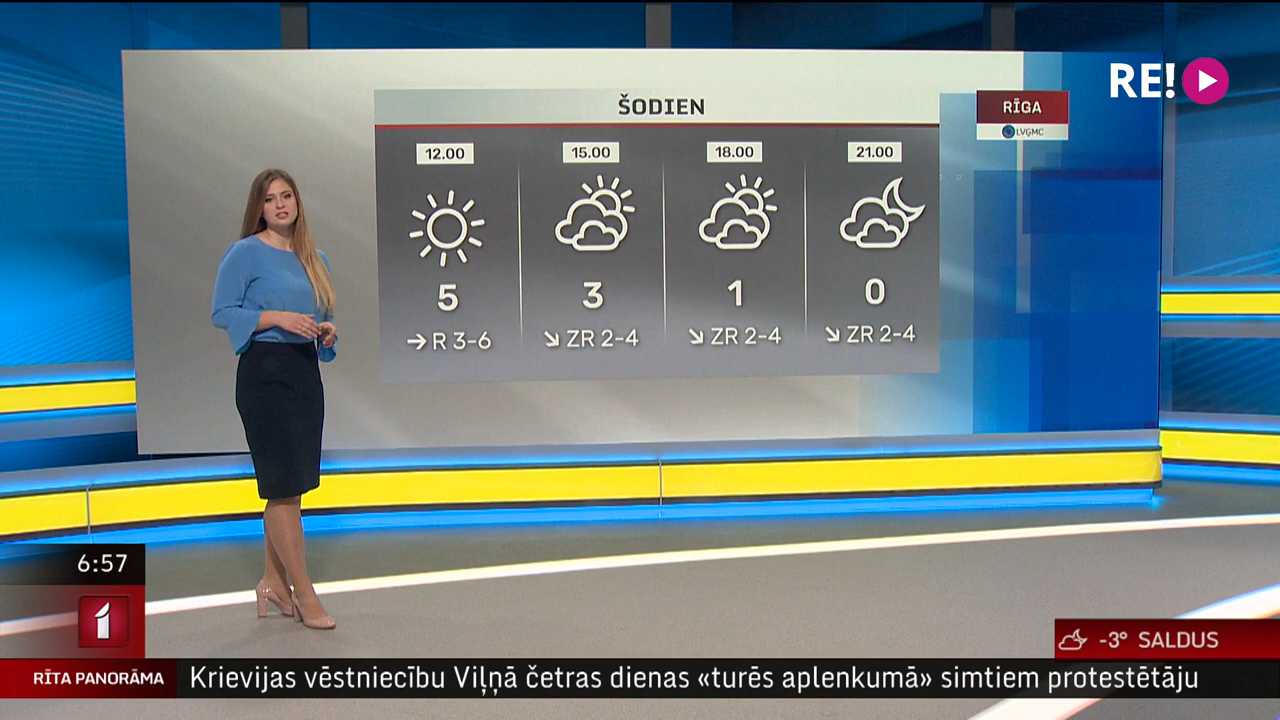 RE!
ŠODIEN
RĪGA
LVĢMC
12.00
15.00
18.00
21.00
5
3
1
0
R 3-6
ZR 2-4
ZR 2-4
ZR 2-4
6:57
1
-3° SALDUS
RĪTA PANORĀMA
Krievijas vēstniecību Viļņā četras dienas «turēs aplenkumā» simtiem protestētāju